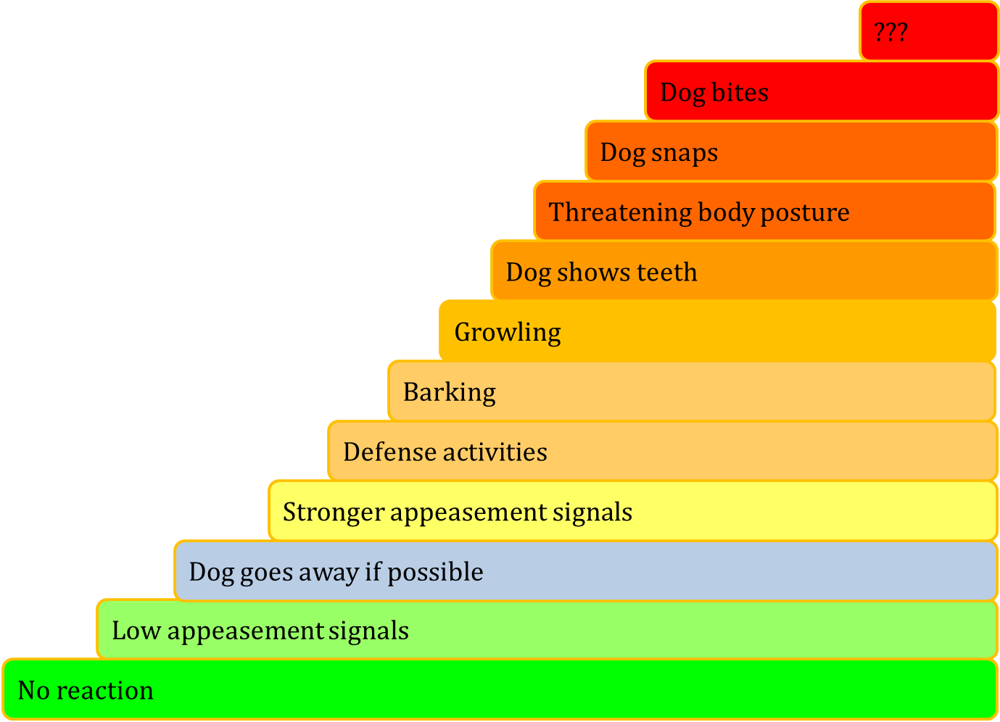 ???
Dog bites
Dog snaps
Threatening body posture
Dog shows teeth
Growling
Barking
Defense activities
Stronger appeasement signals
Dog goes away if possible
Low appeasement signals
No reaction